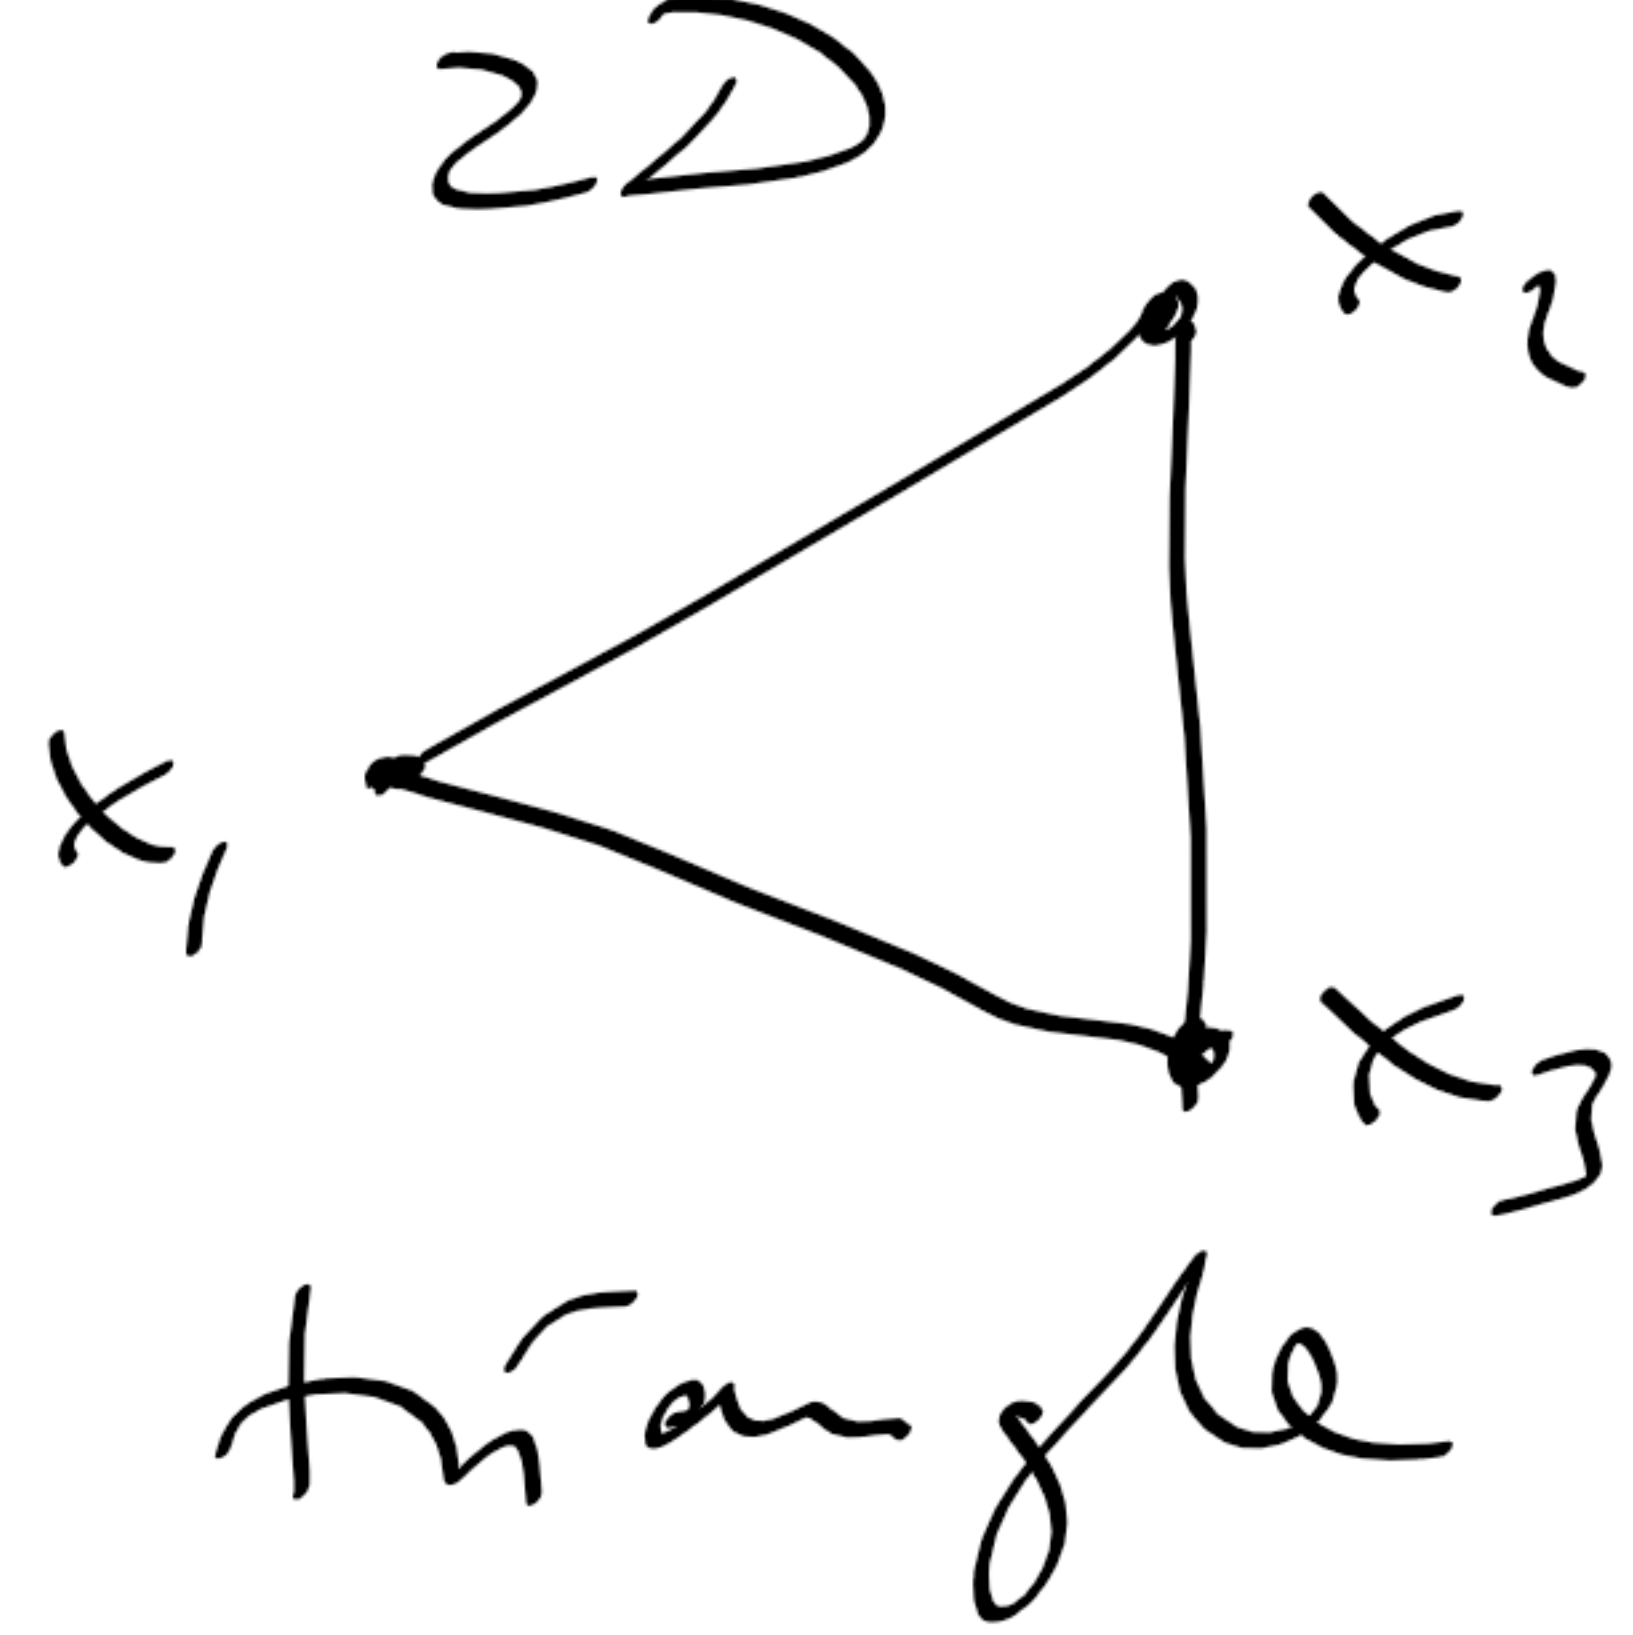 2D
x₂
x₁
x₃
triangle